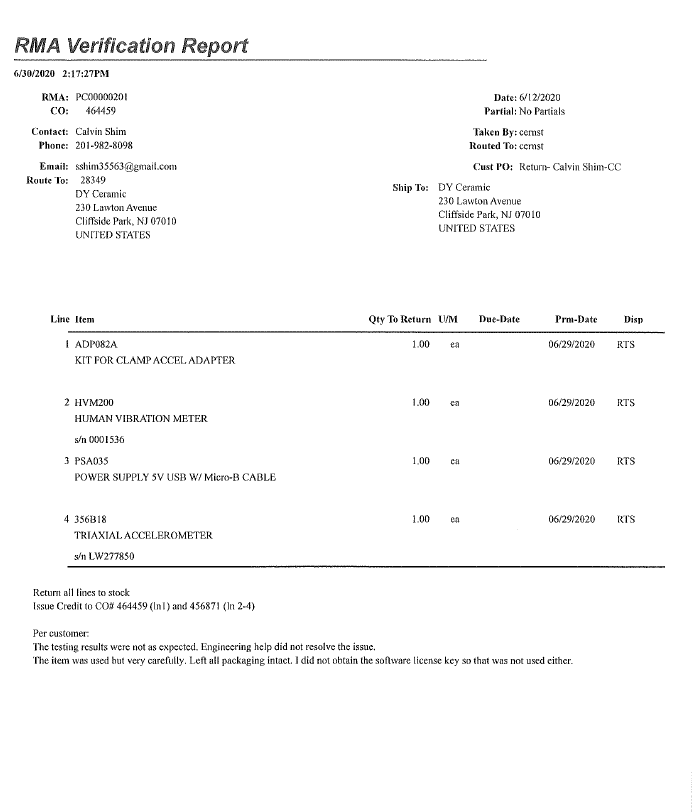 RMA Verification Report
6/30/2020 2:17:27PM
RMA: PC00000201
CO: 464459
Contact: Calvin Shim
Phone: 201-982-8098
Email: sshim35563@gmail.com
Route To: 28349
DY Ceramic
230 Lawton Avenue
Cliffside Park, NJ 07010
UNITED STATES
Date: 6/12/2020
Partial: No Partials
Taken By: cernst
Routed To: cernst
Cust PO: Return- Calvin Shim-CC
Ship To: DY Ceramic
230 Lawton Avenue
Cliffside Park, NJ 07010
UNITED STATES
Line Item Qty To Return U/M Due-Date Prm-Date Disp
1 ADP082A 1.00 ea 06/29/2020 RTS
KIT FOR CLAMP ACCEL ADAPTER
2 HVM200 1.00 ea 06/29/2020 RTS
HUMAN VIBRATION METER
s/n 0001536
3 PSA035 1.00 ea 06/29/2020 RTS
POWER SUPPLY 5V USB W/ Micro-B CABLE
4 356B18 1.00 ea 06/29/2020 RTS
TRIAXIAL ACCELEROMETER
s/n LW277850
Return all lines to stock
Issue Credit to CO# 464459 (ln1) and 456871 (ln 2-4)
Per customer:
The testing results were not as expected. Engineering help did not resolve the issue.
The item was used but very carefully. Left all packaging intact. I did not obtain the software license key so that was not used either.